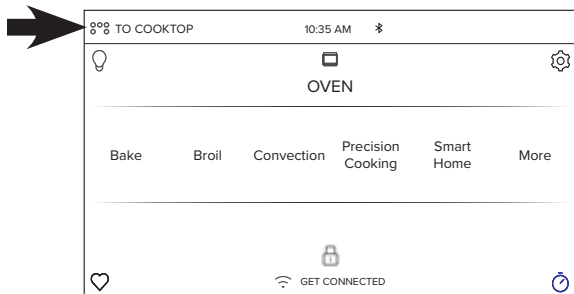 TO COOKTOP 10:35 AM
OVEN
Bake Broil Convection Precision Cooking Smart Home More
GET CONNECTED